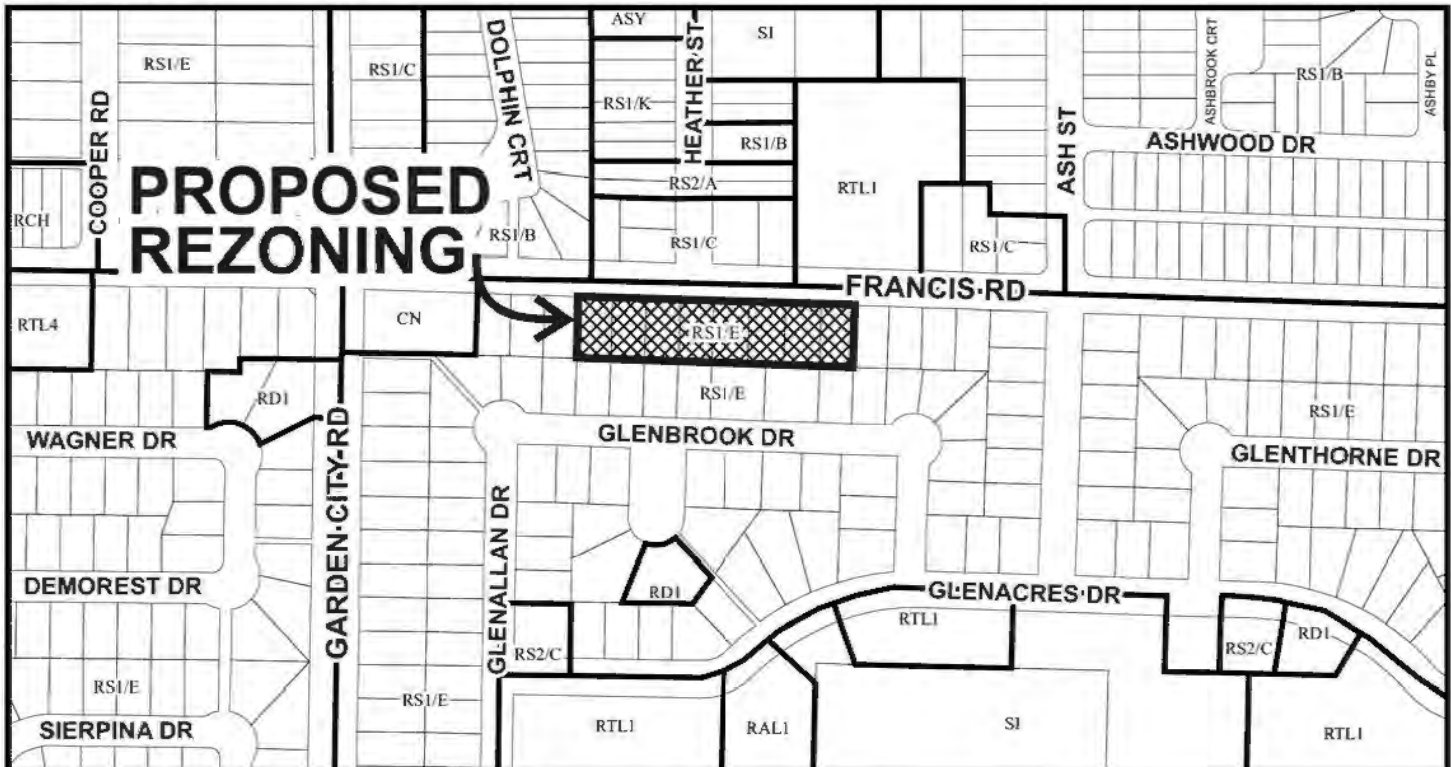 ASY
SI
RS1/E
RS1/C
DOLPHIN CRT
HEATHER ST
ASHBROOK CRT
RS1/B
ASHBY PL
COOPER RD
RS1/K
ASH ST
ASHWOOD DR
RS1/B
PROPOSED
REZONING
RS2/A
RTL1
RCH
RS1/B
RS1/C
RS1/C
FRANCIS RD
RTL4
CN
RS1/E
RD1
RS1/E
RS1/E
WAGNER DR
GLENBROOK DR
GLENTHORNE DR
GARDEN CITY RD
GLENALLAN DR
DEMOREST DR
RD1
GLENACRES DR
RTL1
RS2/C
RS2/C
RD1
RS1/E
RS1/E
SIERPINA DR
RTL1
RAL1
SI
RTL1